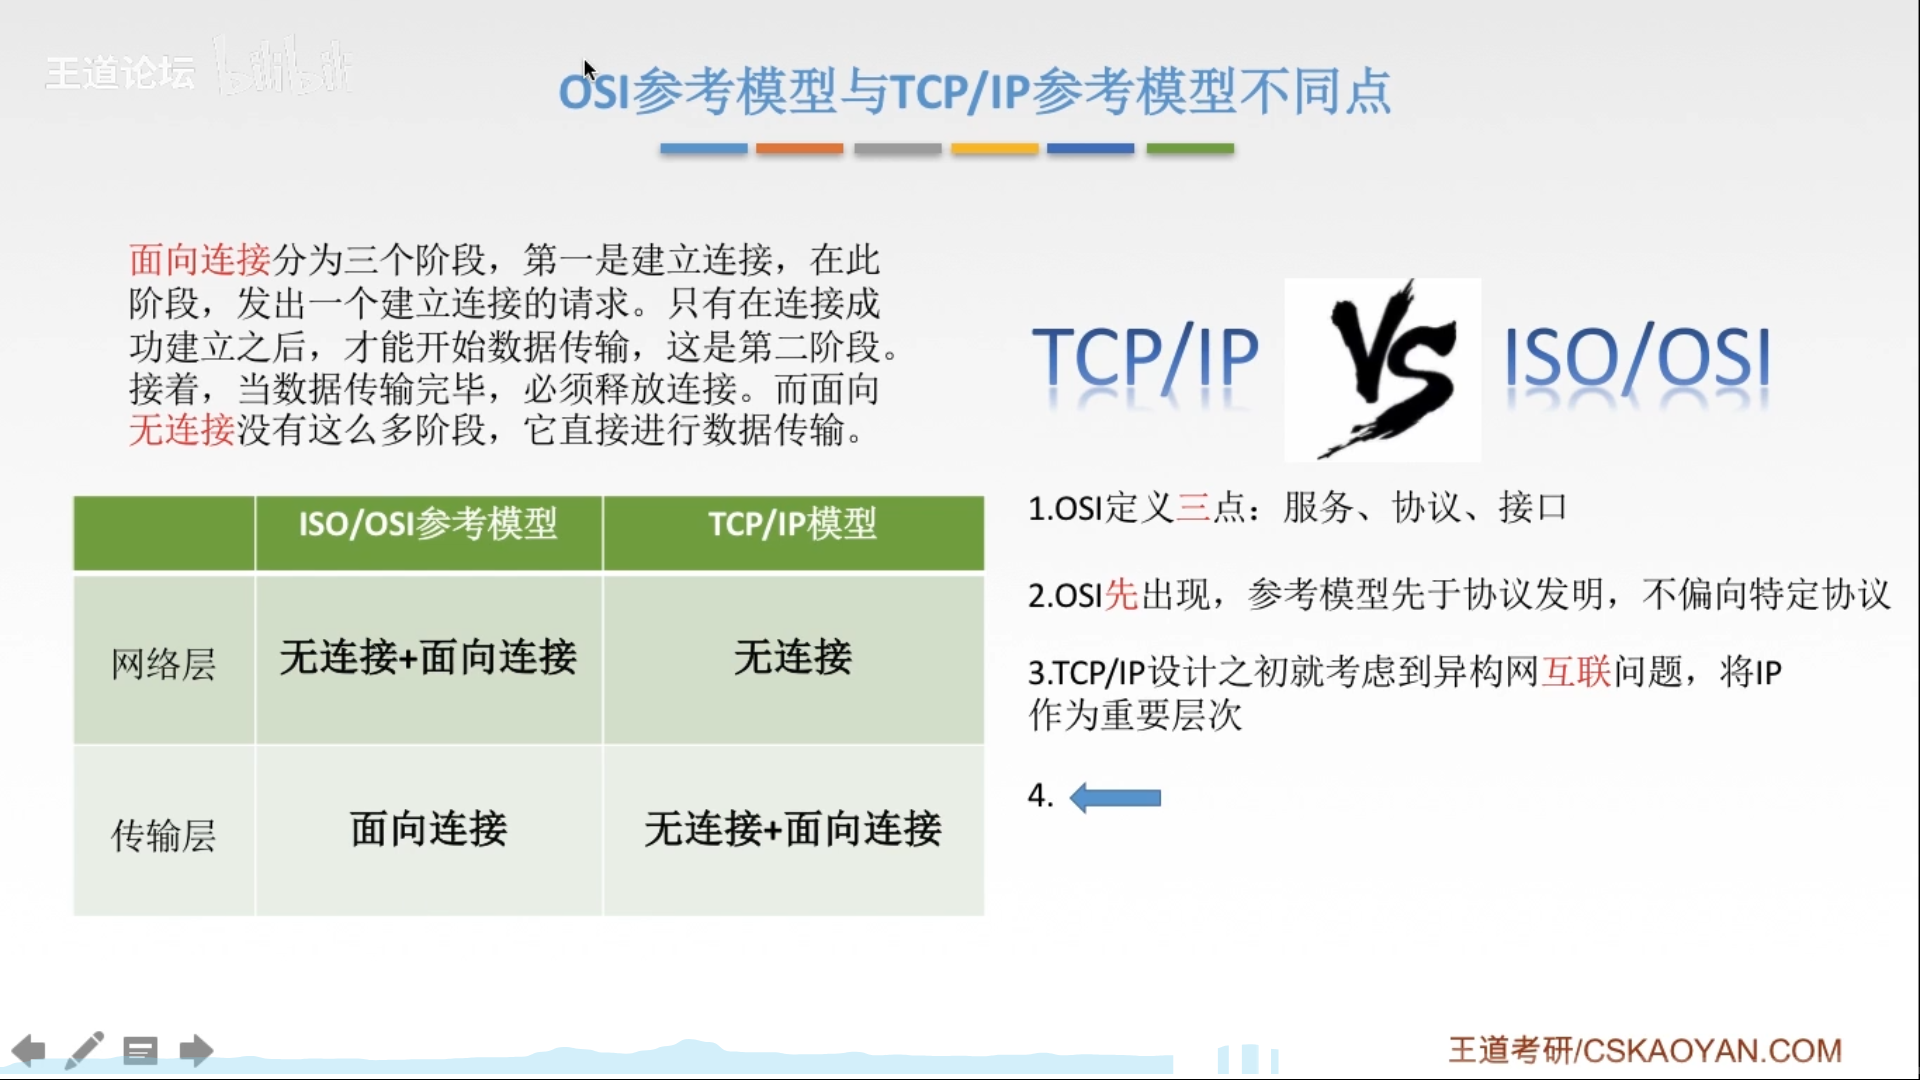 王道论坛 bilibili
OSI参考模型与TCP/IP参考模型不同点
面向连接分为三个阶段，第一是建立连接，在此
阶段，发出一个建立连接的请求。只有在连接成
功建立之后，才能开始数据传输，这是第二阶段。
接着，当数据传输完毕，必须释放连接。而面向
无连接没有这么多阶段，它直接进行数据传输。
ISO/OSI参考模型 TCP/IP模型
网络层 无连接+面向连接 无连接
传输层 面向连接 无连接+面向连接
TCP/IP VS ISO/OSI
1.OSI定义三点：服务、协议、接口
2.OSI先出现，参考模型先于协议发明，不偏向特定协议
3.TCP/IP设计之初就考虑到异构网互联问题，将IP
作为重要层次
4.
王道考研/CSKAOYAN.COM